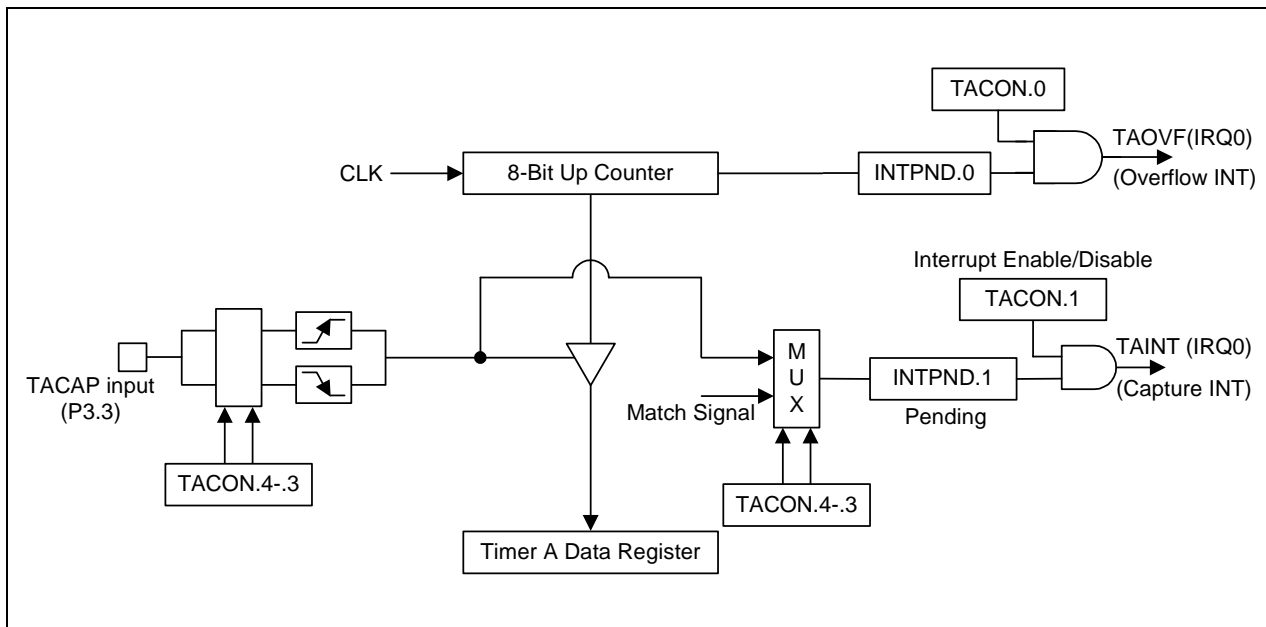 TACON.0
TAOVF(IRQ0)
(Overflow INT)
CLK
8-Bit Up Counter
INTPND.0
Interrupt Enable/Disable
TACON.1
TAINT (IRQ0)
(Capture INT)
M
U
X
INTPND.1
Pending
TACAP input
(P3.3)
Match Signal
TACON.4-.3
TACON.4-.3
Timer A Data Register